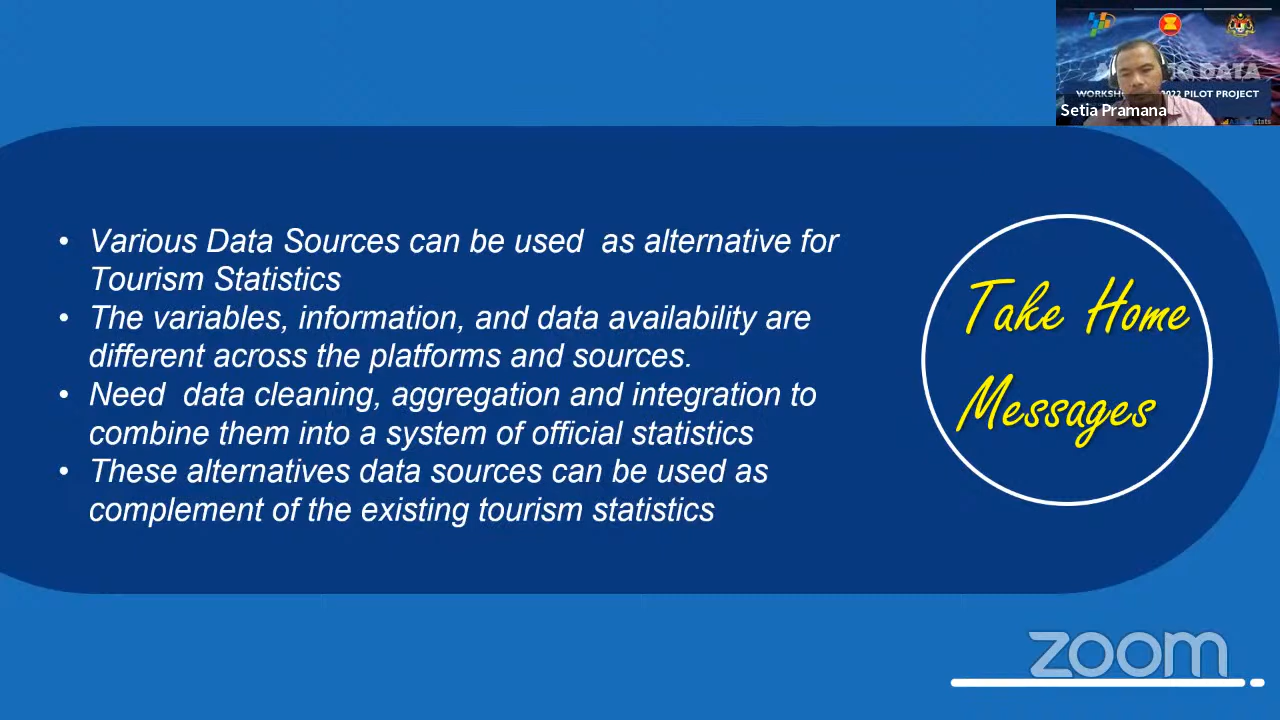 DATA
WORKSH 2022 PILOT PROJECT
Setia Pramana
• Various Data Sources can be used as alternative for
Tourism Statistics
• The variables, information, and data availability are
different across the platforms and sources.
• Need data cleaning, aggregation and integration to
combine them into a system of official statistics
• These alternatives data sources can be used as
complement of the existing tourism statistics
Take Home
Messages
zoom